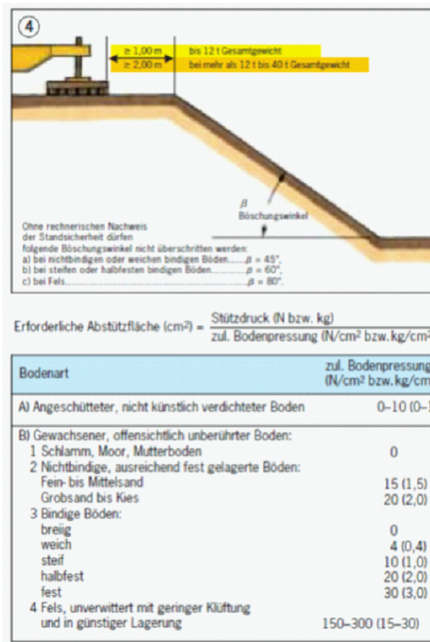 4
≥ 1,00 m bis 12 t Gesamtgewicht
≥ 2,00 m bei mehr als 12 t bis 40 t Gesamtgewicht
β
Böschungswinkel
Ohne rechnerischen Nachweis
der Standsicherheit dürfen
folgende Böschungswinkel nicht überschritten werden:
a) bei nichtbindigen oder weichen bindigen Böden......β = 45°,
b) bei steifen oder halbfesten bindigen Böden..........β = 60°,
c) bei Fels..........β = 80°.
Erforderliche Abstützfläche (cm²) = Stützdruck (N bzw. kg)
zul. Bodenpressung (N/cm² bzw.kg/cm²
Bodenart zul. Bodenpressung
(N/cm² bzw.kg/cm
A) Angeschütteter, nicht künstlich verdichteter Boden 0–10 (0–
B) Gewachsener, offensichtlich unberührter Boden:
1 Schlamm, Moor, Mutterboden 0
2 Nichtbindige, ausreichend fest gelagerte Böden:
Fein- bis Mittelsand 15 (1,5)
Grobsand bis Kies 20 (2,0)
3 Bindige Böden:
breiig 0
weich 4 (0,4)
steif 10 (1,0)
halbfest 20 (2,0)
fest 30 (3,0)
4 Fels, unverwittert mit geringer Klüftung
und in günstiger Lagerung 150–300 (15–30)